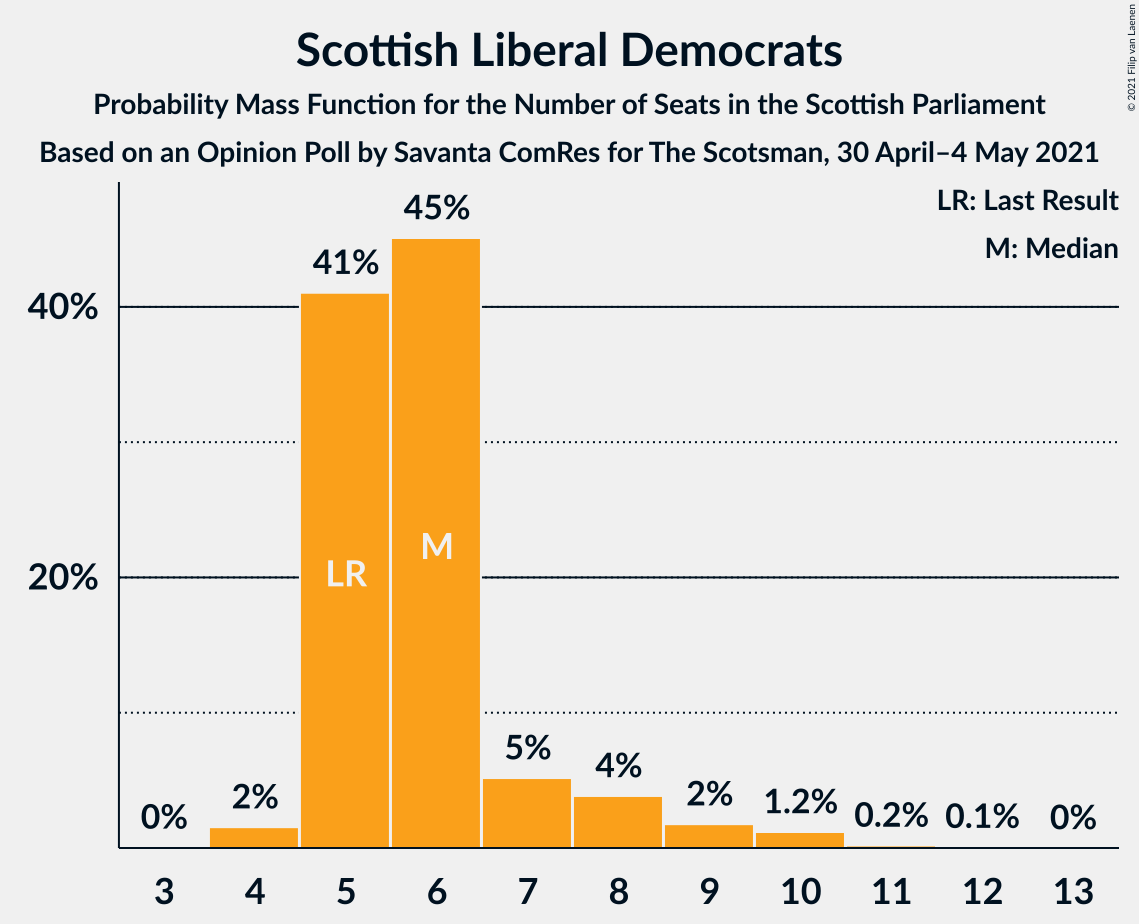 Scottish Liberal Democrats
Probability Mass Function for the Number of Seats in the Scottish Parliament
Based on an Opinion Poll by Savanta ComRes for The Scotsman, 30 April–4 May 2021
© 2021 Filip van Laenen
LR: Last Result
M: Median
45%
41%
40%
M
LR
20%
5%
4%
2%
2%
1.2%
0.2%
0.1%
0%
0%
3 4 5 6 7 8 9 10 11 12 13